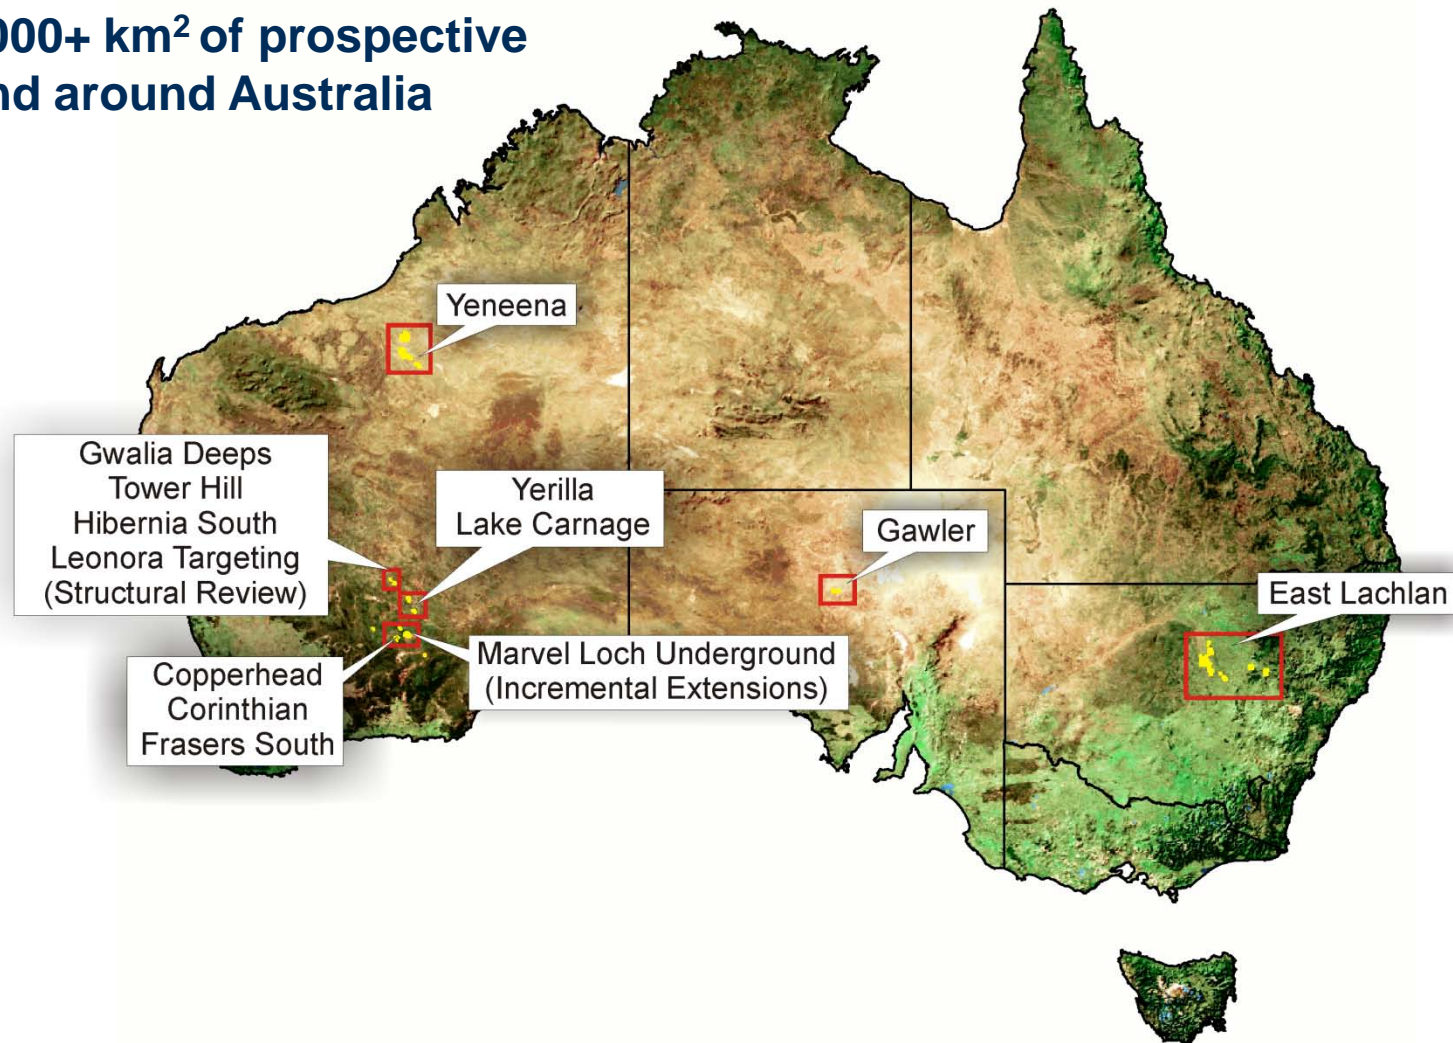 000+ km² of prospective
nd around Australia
Yeneena
Gwalia Deeps
Tower Hill
Hibernia South
Leonora Targeting
(Structural Review)
Yerilla
Lake Carnage
Gawler
East Lachlan
Marvel Loch Underground
(Incremental Extensions)
Copperhead
Corinthian
Frasers South